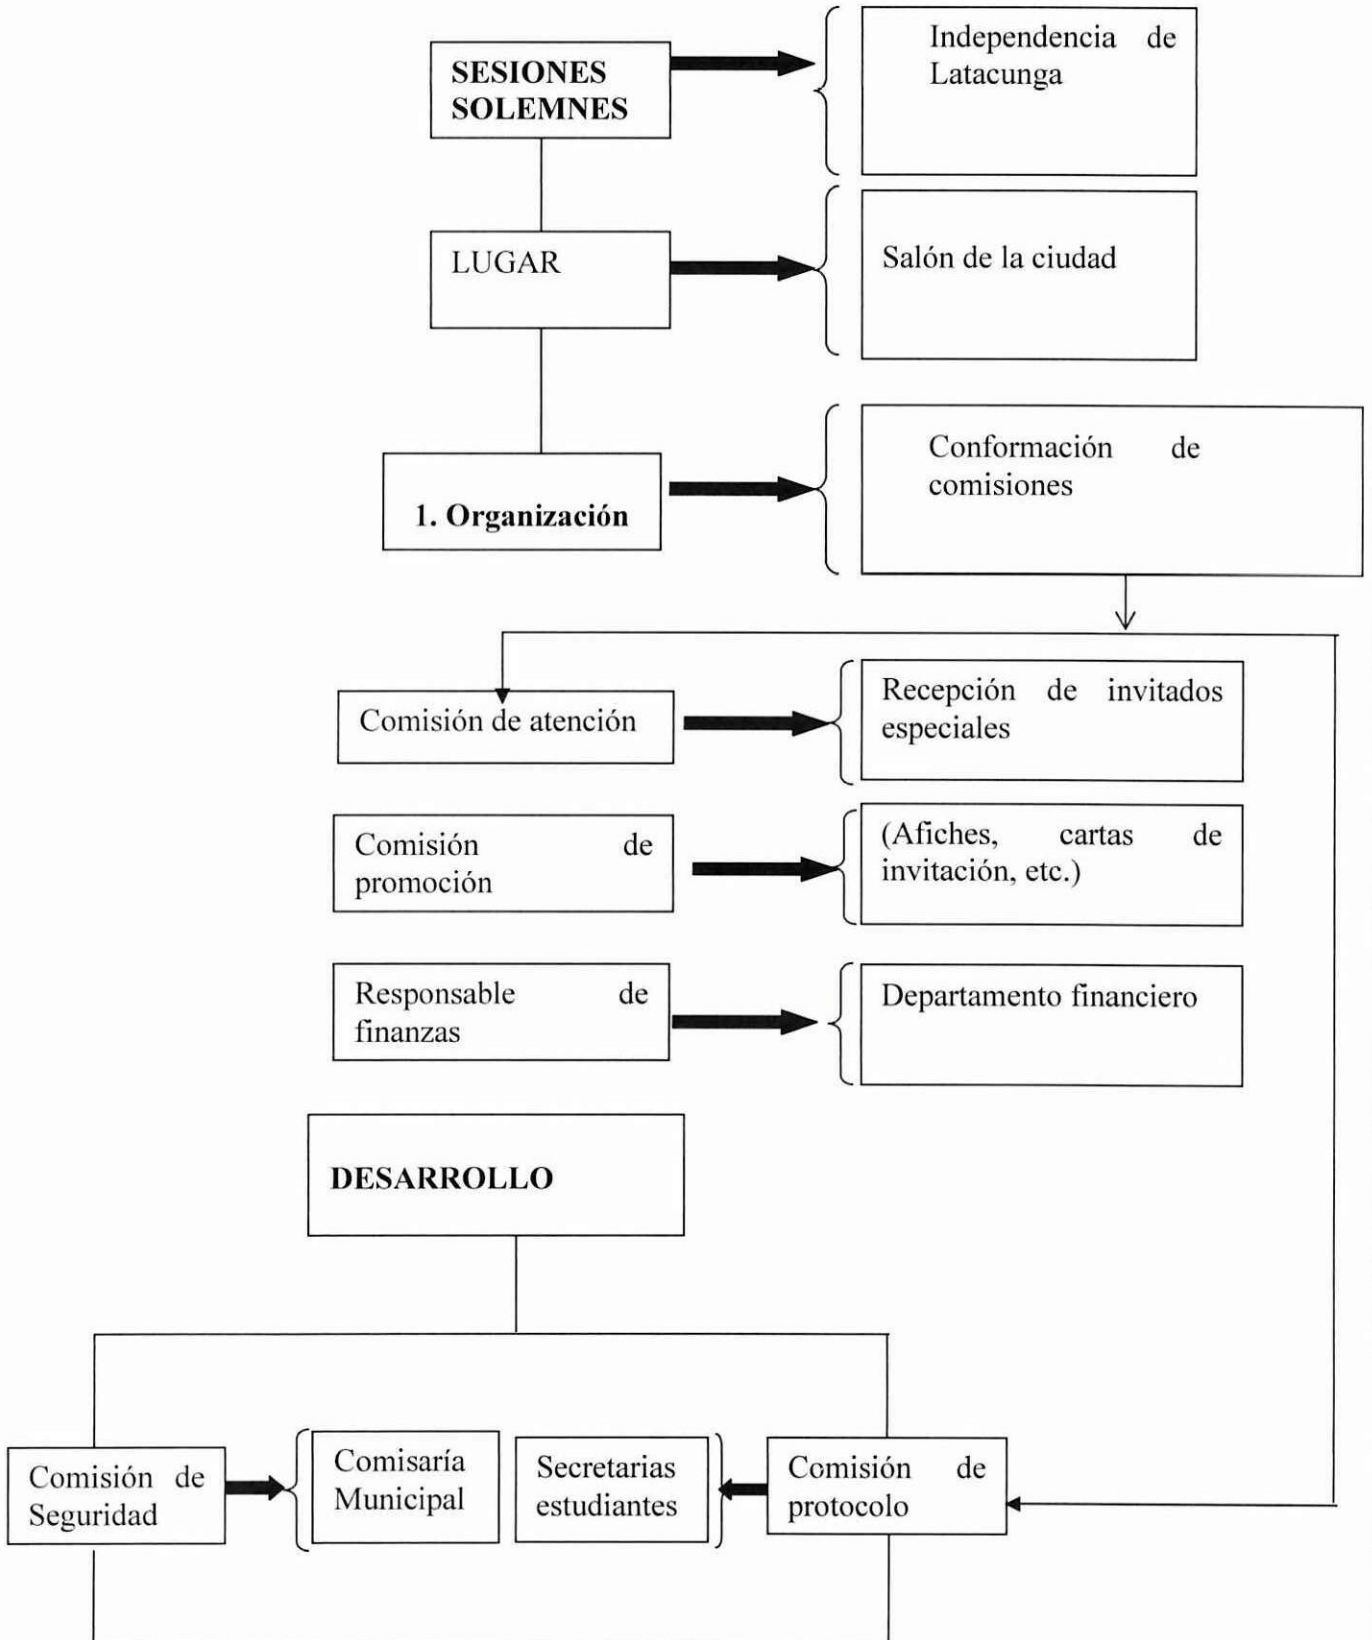 SESIONES
SOLEMNES
Independencia de
Latacunga
LUGAR
Salón de la ciudad
1. Organización
Conformación de
comisiones
Comisión de atención
Recepción de invitados
especiales
Comisión de
promoción
(Afiches, cartas de
invitación, etc.)
Responsable de
finanzas
Departamento financiero
DESARROLLO
Comisión de
Seguridad
Comisaría
Municipal
Secretarias
estudiantes
Comisión de
protocolo